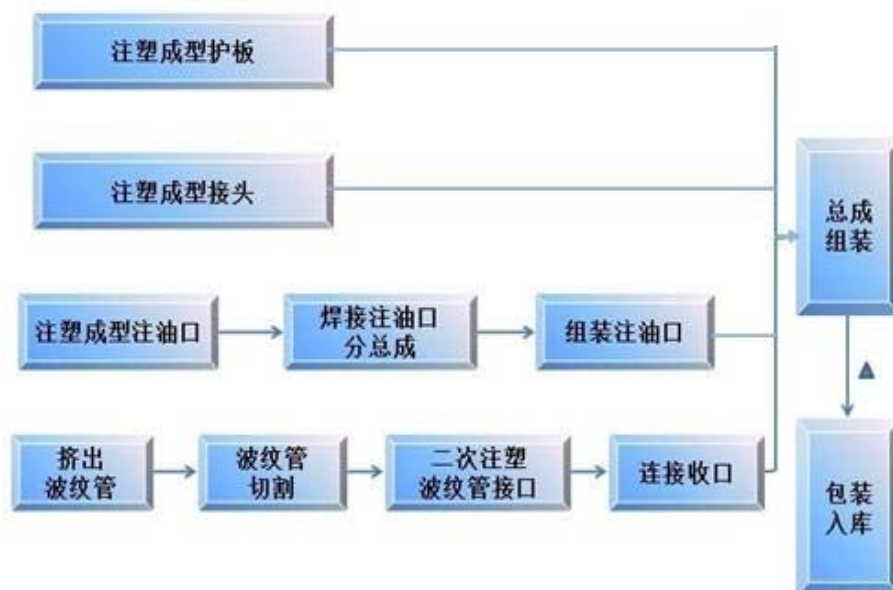 注塑成型护板
注塑成型接头
总成
组装
注塑成型注油口
焊接注油口
分总成
组装注油口
挤出
波纹管
波纹管
切割
二次注塑
波纹管接口
连接收口
包装
入库